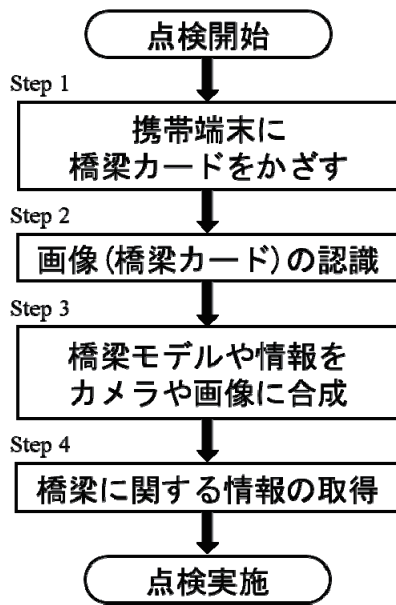 点検開始
Step 1
携帯端末に
橋梁カードをかざす
Step 2
画像(橋梁カード)の認識
Step 3
橋梁モデルや情報を
カメラや画像に合成
Step 4
橋梁に関する情報の取得
点検実施